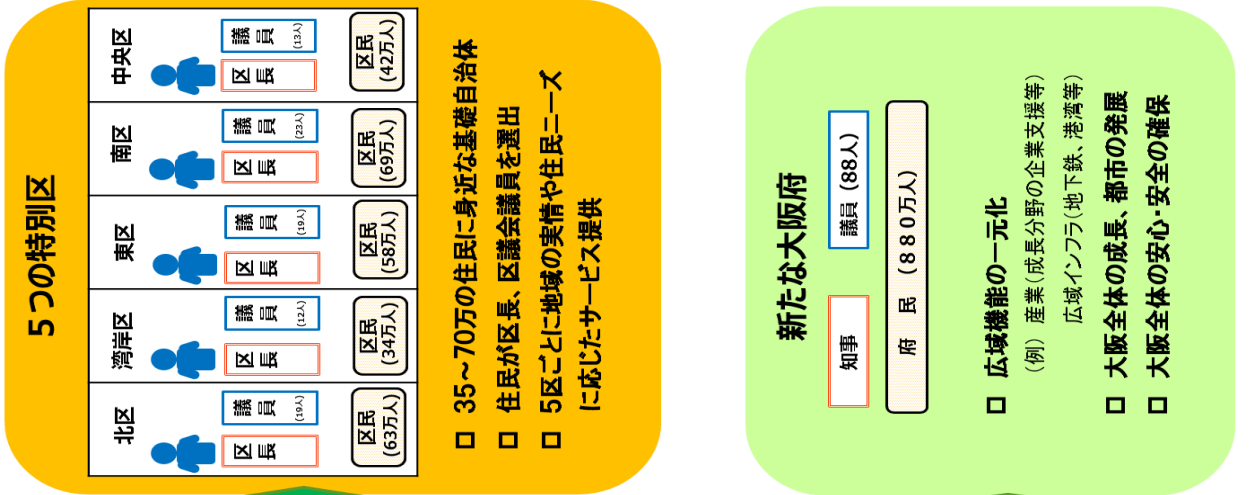 5つの特別区
北区
湾岸区
東区
南区
中央区
区長
議員
(19人)
区長
議員
(12人)
区長
議員
(19人)
区長
議員
(23人)
区長
議員
(13人)
区民
(63万人)
区民
(34万人)
区民
(58万人)
区民
(69万人)
区民
(42万人)
□ 35~70万の住民に身近な基礎自治体
□ 住民が区長、区議会議員を選出
□ 5区ごとに地域の実情や住民ニーズ
に応じたサービス提供
新たな大阪府
知事
議員(88人)
府 民 (880万人)
□ 広域機能の一元化
(例) 産業(成長分野の企業支援等)
広域インフラ(地下鉄、港湾等)
□ 大阪全体の成長、都市の発展
□ 大阪全体の安心・安全の確保